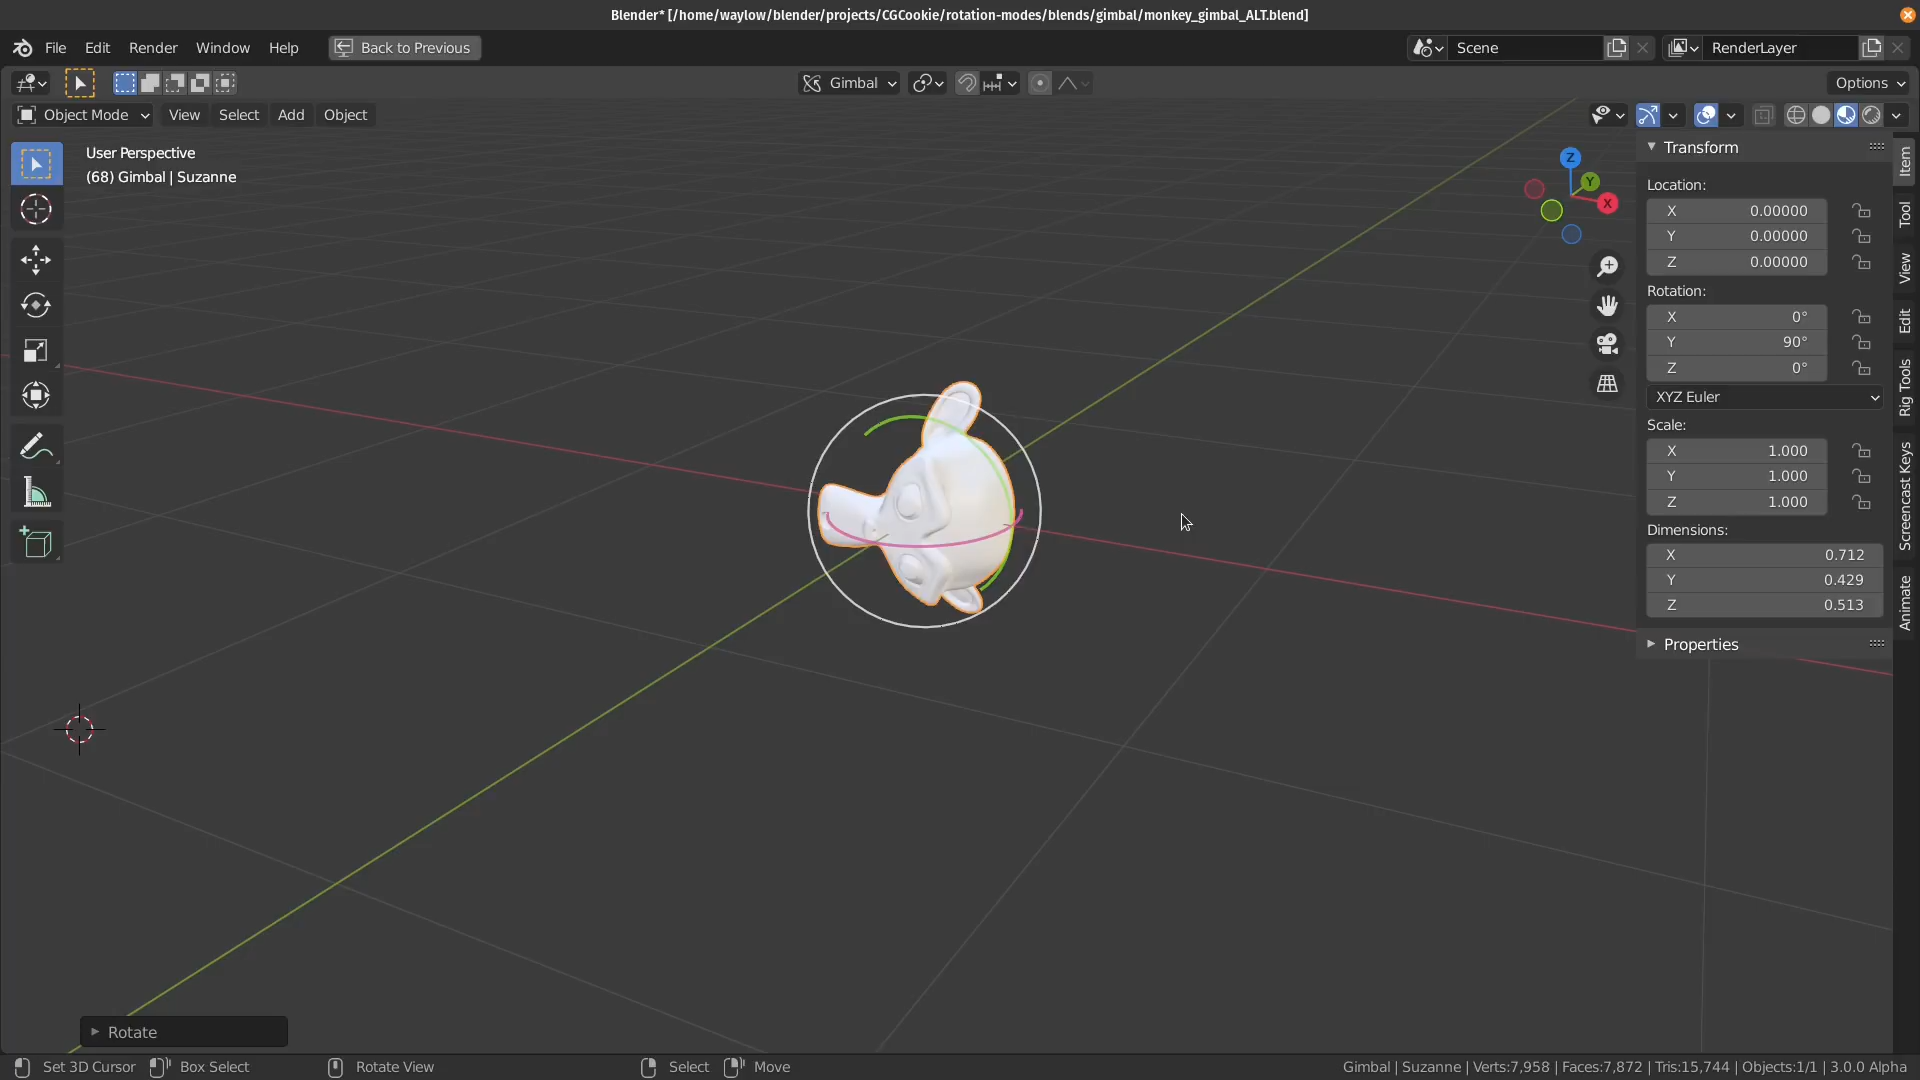 Blender* [/home/waylow/blender/projects/CGCookie/rotation-modes/blends/gimbal/monkey_gimbal_ALT.blend]
File Edit Render Window Help Back to Previous Scene RenderLayer
Gimbal Options
Object Mode View Select Add Object
User Perspective
(68) Gimbal | Suzanne
Z
Y
X
Transform
Location:
X 0.00000
Y 0.00000
Z 0.00000
Rotation:
X 0°
Y 90°
Z 0°
XYZ Euler
Scale:
X 1.000
Y 1.000
Z 1.000
Dimensions:
X 0.712
Y 0.429
Z 0.513
Properties
Item
Tool
View
Edit
Rig Tools
Screencast Keys
Animate
Rotate
Set 3D Cursor Box Select Rotate View Select Move Gimbal | Suzanne | Verts:7,958 | Faces:7,872 | Tris:15,744 | Objects:1/1 | 3.0.0 Alpha